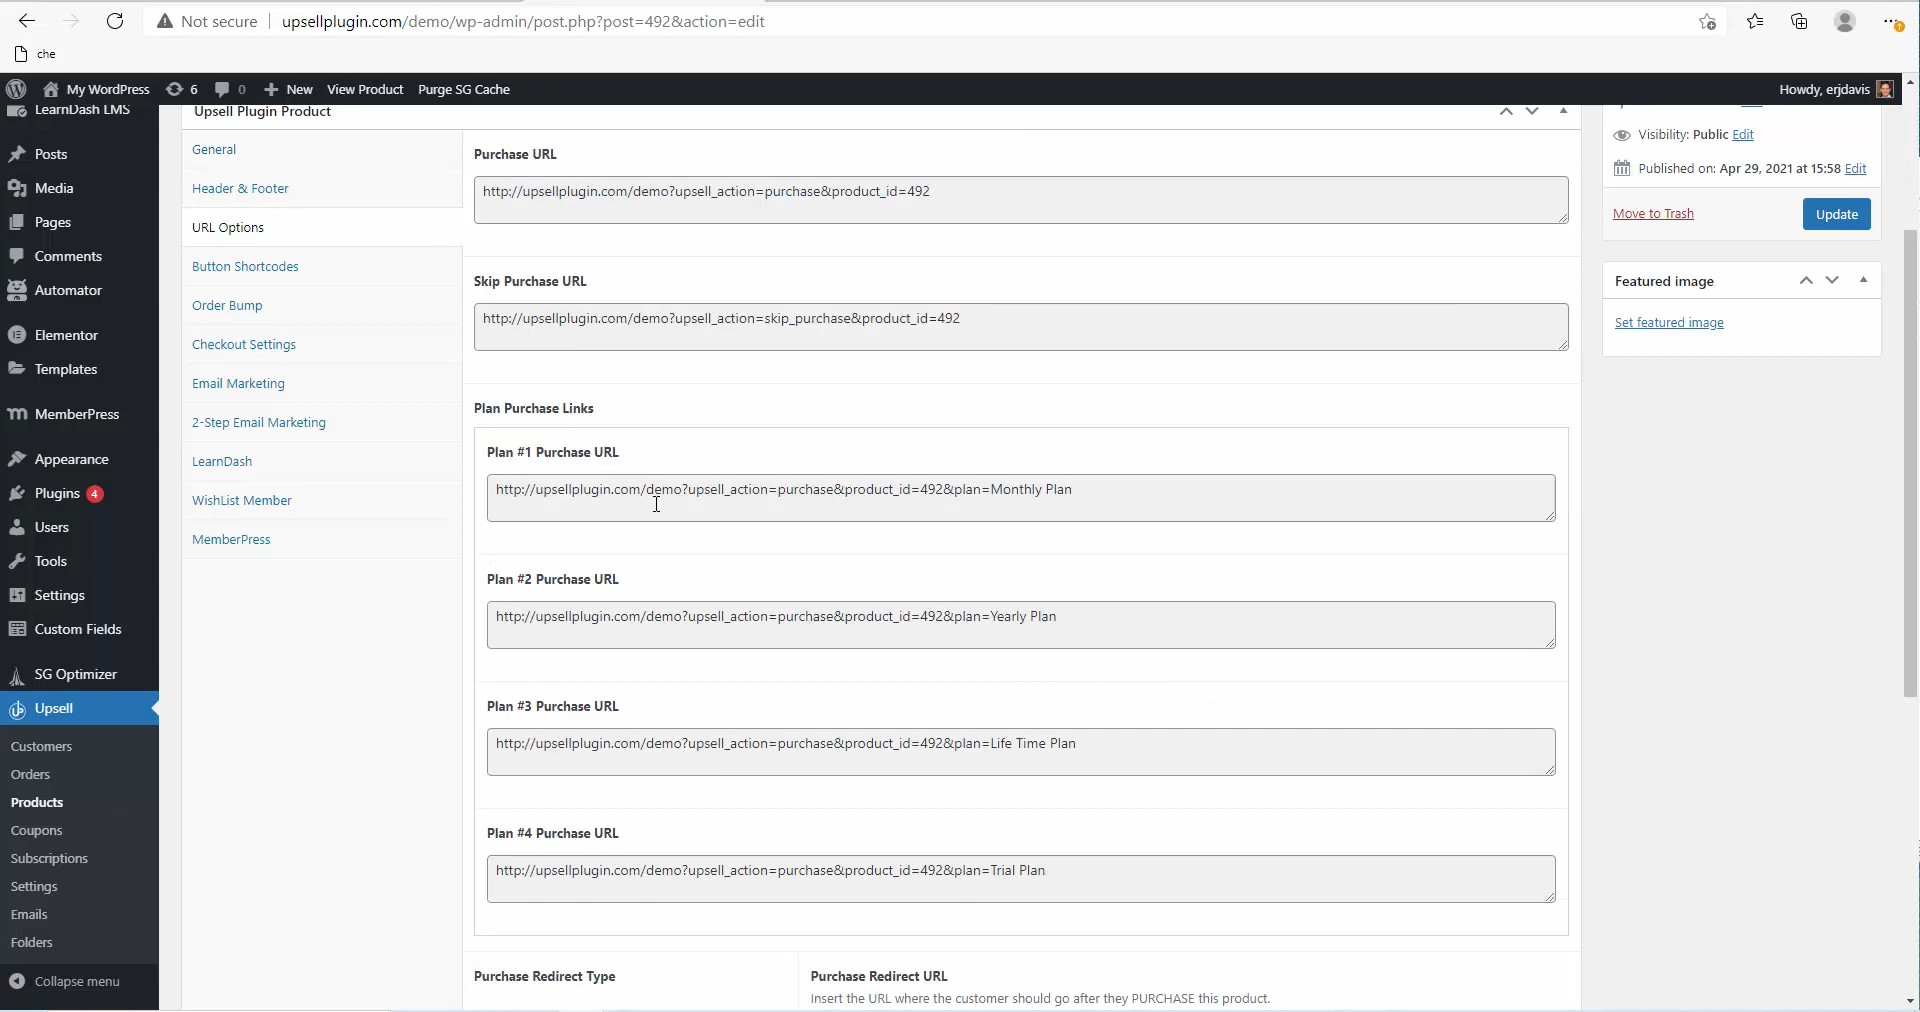 Not secure
upsellplugin.com/demo/wp-admin/post.php?post=492&action=edit
che
My WordPress
6
0
New
View Product
Purge SG Cache
Howdy, erjdavis
LearnDash LMS
Posts
Media
Pages
Comments
Automator
Elementor
Templates
MemberPress
Appearance
Plugins 4
Users
Tools
Settings
Custom Fields
SG Optimizer
Upsell
Customers
Orders
Products
Coupons
Subscriptions
Settings
Emails
Folders
Collapse menu
Upsell Plugin Product
General
Header & Footer
URL Options
Button Shortcodes
Order Bump
Checkout Settings
Email Marketing
2-Step Email Marketing
LearnDash
WishList Member
MemberPress
Purchase URL
http://upsellplugin.com/demo?upsell_action=purchase&product_id=492
Skip Purchase URL
http://upsellplugin.com/demo?upsell_action=skip_purchase&product_id=492
Plan Purchase Links
Plan #1 Purchase URL
http://upsellplugin.com/demo?upsell_action=purchase&product_id=492&plan=Monthly Plan
Plan #2 Purchase URL
http://upsellplugin.com/demo?upsell_action=purchase&product_id=492&plan=Yearly Plan
Plan #3 Purchase URL
http://upsellplugin.com/demo?upsell_action=purchase&product_id=492&plan=Life Time Plan
Plan #4 Purchase URL
http://upsellplugin.com/demo?upsell_action=purchase&product_id=492&plan=Trial Plan
Purchase Redirect Type
Purchase Redirect URL
Insert the URL where the customer should go after they PURCHASE this product.
Visibility: Public Edit
Published on: Apr 29, 2021 at 15:58 Edit
Move to Trash
Update
Featured image
Set featured image